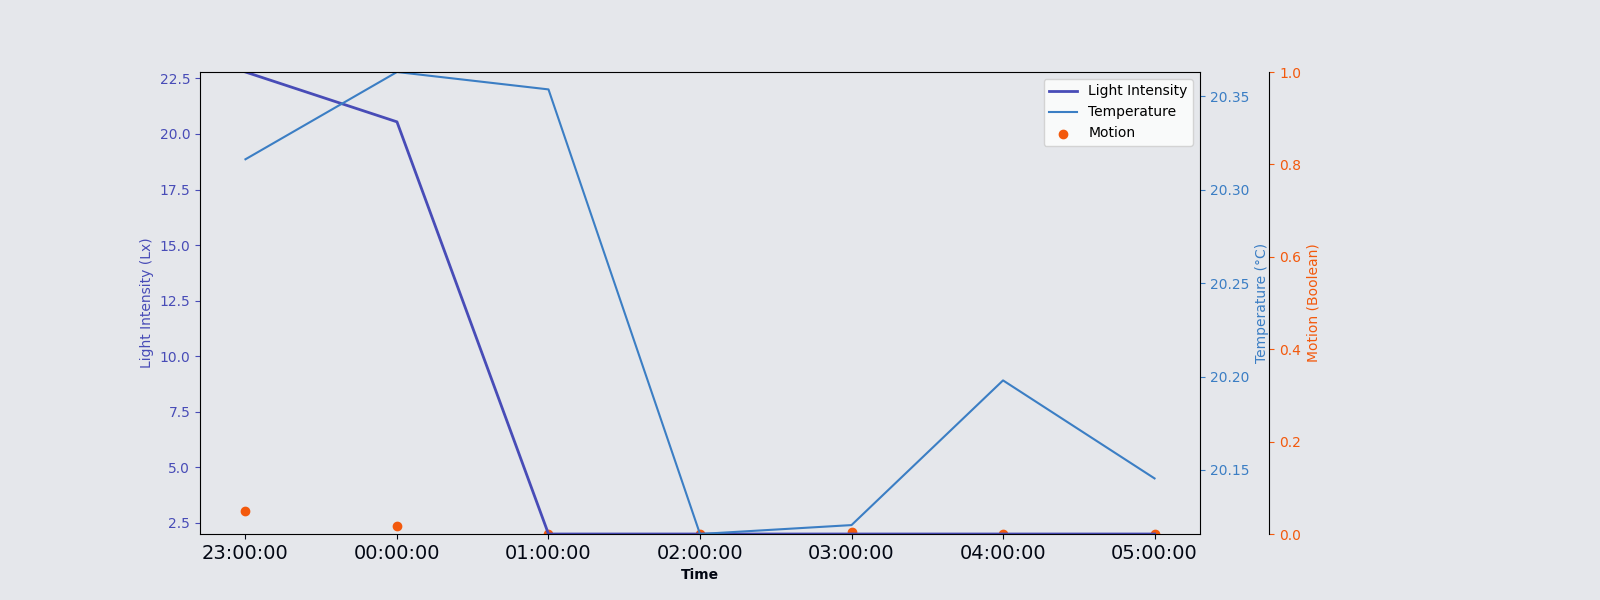 Light Intensity
Temperature
Motion
Light Intensity (Lx)
22.5
20.0
17.5
15.0
12.5
10.0
7.5
5.0
2.5
20.35
20.30
20.25
20.20
20.15
Temperature (°C)
1.0
0.8
0.6
0.4
0.2
0.0
Motion (Boolean)
23:00:00 00:00:00 01:00:00 02:00:00 03:00:00 04:00:00 05:00:00
Time